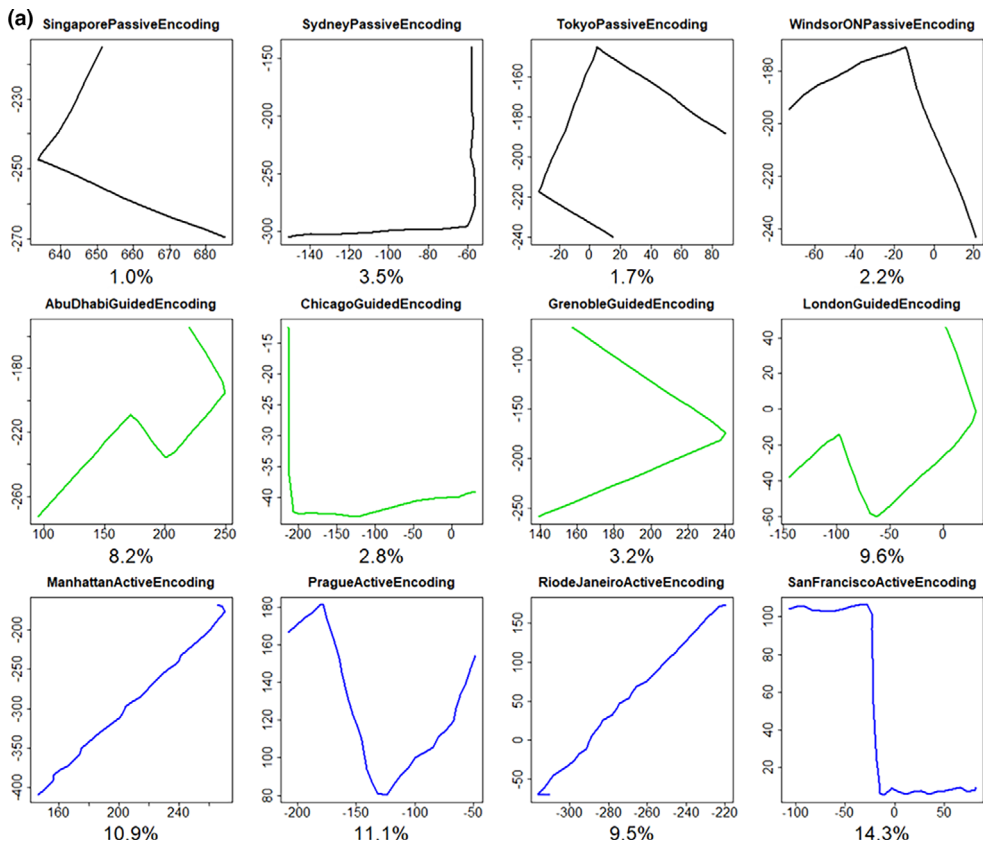 (a)
SingaporePassiveEncoding SydneyPassiveEncoding TokyoPassiveEncoding WindsorONPassiveEncoding
-230
-250
-270
640 650 660 670 680
-150
-200
-250
-300
-140 -120 -100 -80 -60
-160
-180
-200
-220
-240
-20 0 20 40 60 80
-180
-200
-220
-240
-60 -40 -20 0 20
1.0% 3.5% 1.7% 2.2%
AbuDhabiGuidedEncoding ChicagoGuidedEncoding GrenobleGuidedEncoding LondonGuidedEncoding
-180
-220
-260
100 150 200 250
-15
-20
-25
-30
-35
-40
-200 -150 -100 -50 0
-100
-150
-200
-250
140 160 180 200 220 240
40
20
0
-20
-40
-60
-150 -100 -50 0
8.2% 2.8% 3.2% 9.6%
ManhattanActiveEncoding PragueActiveEncoding RiodeJaneiroActiveEncoding SanFranciscoActiveEncoding
-200
-250
-300
-350
-400
160 200 240
180
160
140
120
100
80
-200 -150 -100 -50
150
100
50
0
-50
-300 -280 -260 -240 -220
100
80
60
40
20
-100 -50 0 50
10.9% 11.1% 9.5% 14.3%